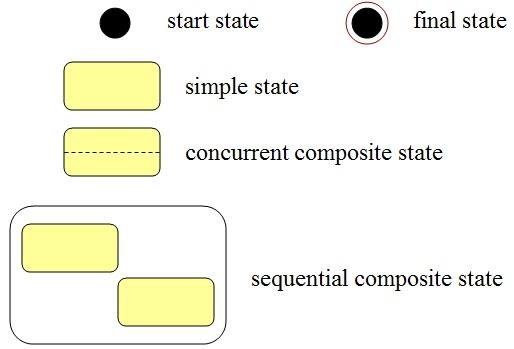 start state
final state
simple state
concurrent composite state
sequential composite state